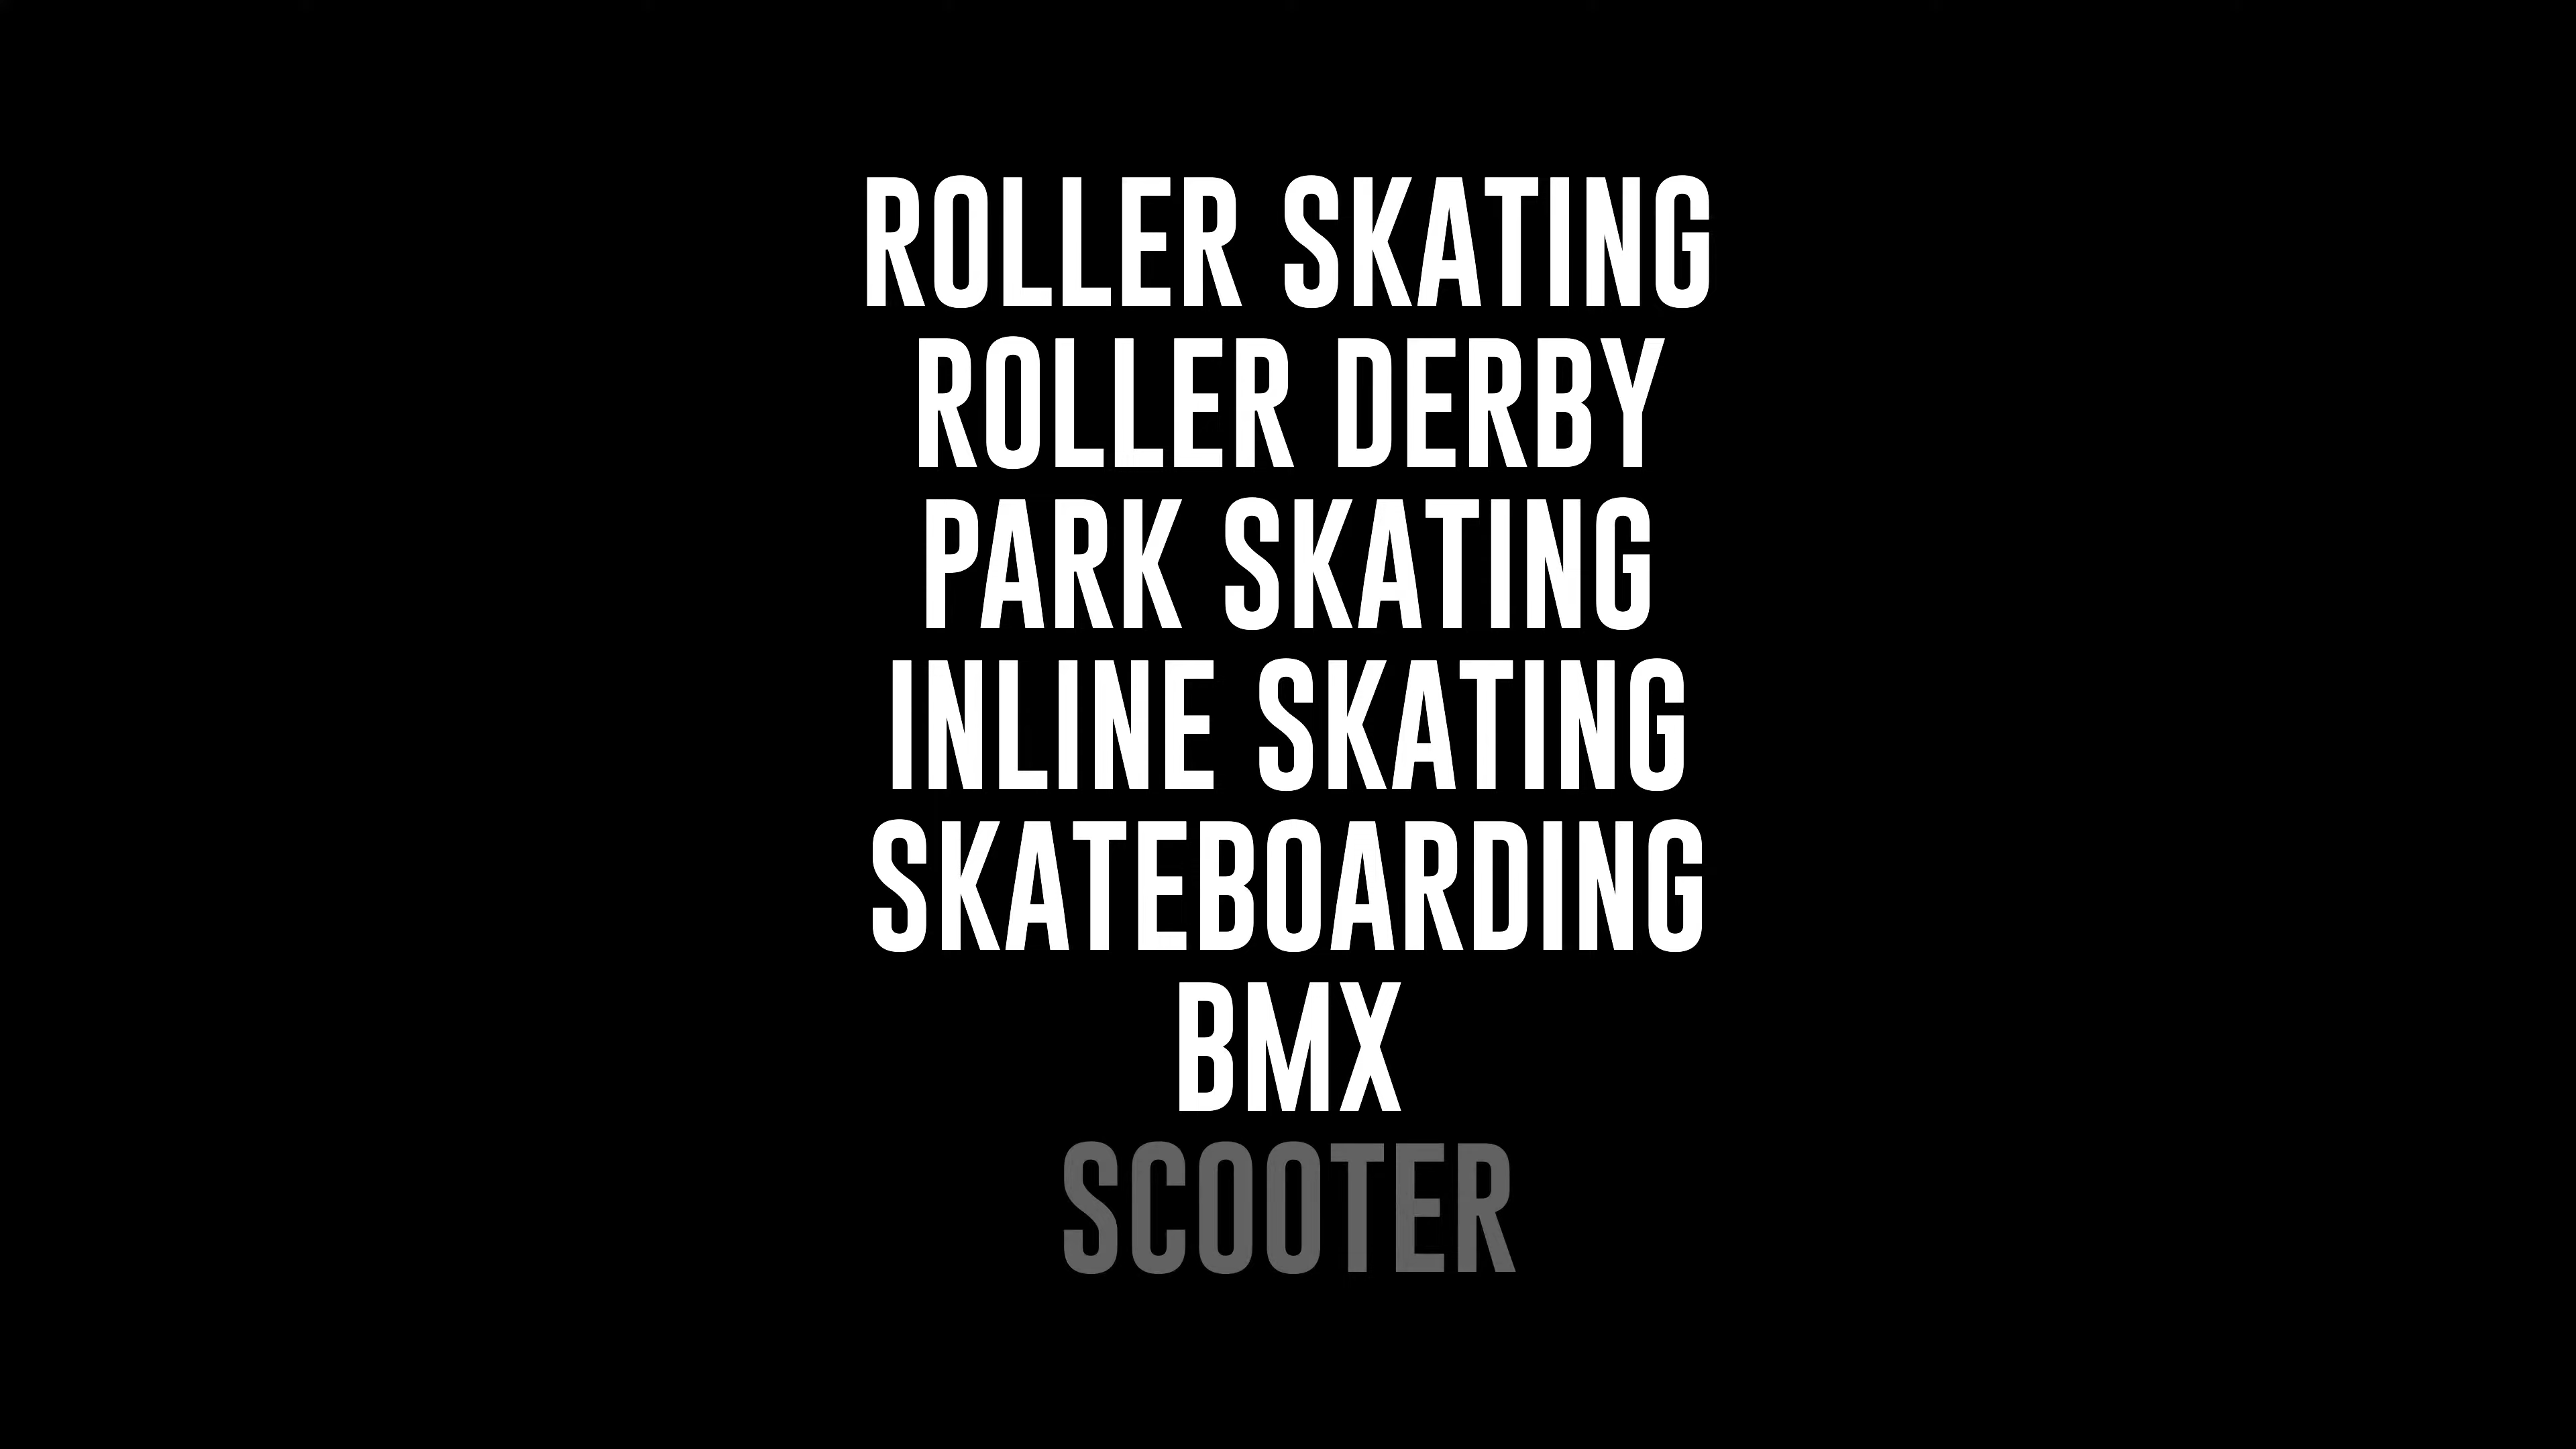 ROLLER SKATING
ROLLER DERBY
PARK SKATING
INLINE SKATING
SKATEBOARDING
BMX
SCOOTER